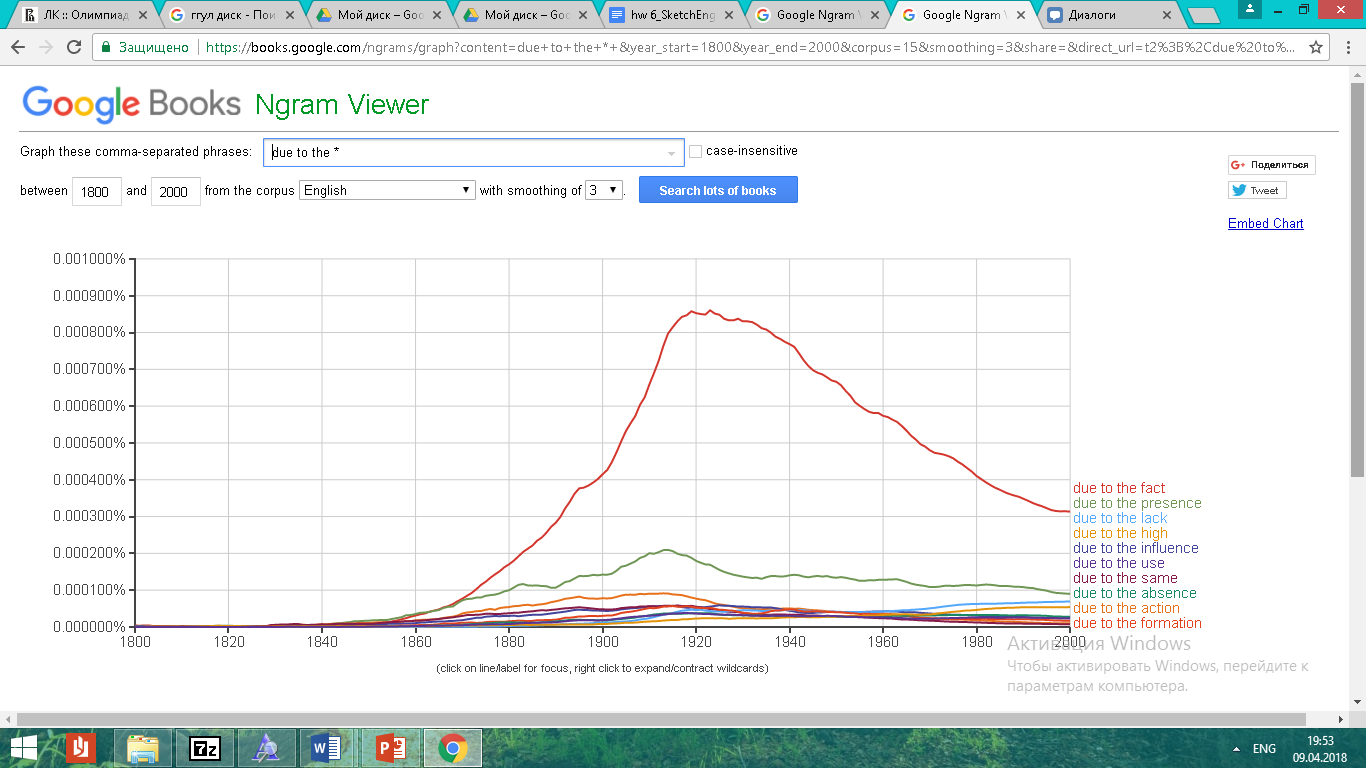 ЛК :: Олимпиад
ггул диск - Пои
Мой диск – Goo
Мой диск – Goo
hw 6_SketchEng
Google Ngram V
Google Ngram V
Диалоги
Защищено https://books.google.com/ngrams/graph?content=due+to+the+*+&year_start=1800&year_end=2000&corpus=15&smoothing=3&share=&direct_url=t2%3B%2Cdue%20to%...
Google Books Ngram Viewer
Graph these comma-separated phrases: due to the * case-insensitive
between 1800 and 2000 from the corpus English with smoothing of 3 . Search lots of books
Поделиться
Tweet
Embed Chart
0.001000%
0.000900%
0.000800%
0.000700%
0.000600%
0.000500%
0.000400%
0.000300%
0.000200%
0.000100%
0.000000%
1800 1820 1840 1860 1880 1900 1920 1940 1960 1980 2000
due to the fact
due to the presence
due to the lack
due to the high
due to the influence
due to the use
due to the same
due to the absence
due to the action
due to the formation
(click on line/label for focus, right click to expand/contract wildcards)
Активация Windows
Чтобы активировать Windows, перейдите к
параметрам компьютера.
7z
ENG
19:53
09.04.2018